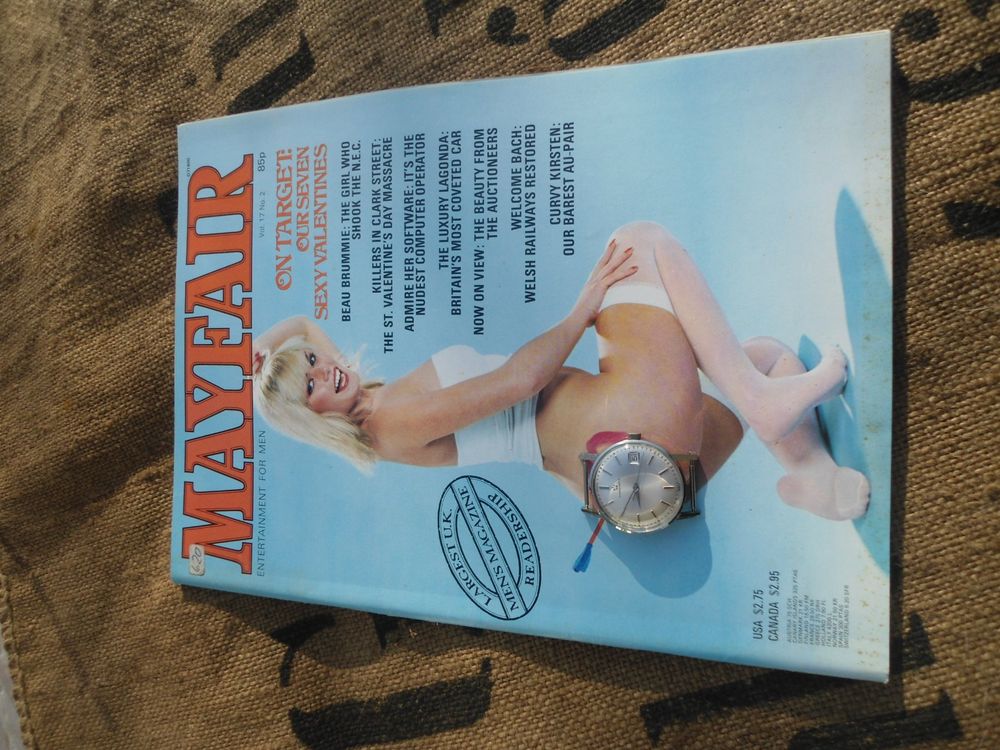 MAYFAIR
ENTERTAINMENT FOR MEN
Vol. 17 No. 2
85p
ON TARGET:
OUR SEVEN
SEXY VALENTINES
BEAU BRUMMIE: THE GIRL WHO
SHOOK THE N.E.C.
KILLERS IN CLARK STREET:
THE ST. VALENTINE'S DAY MASSACRE
ADMIRE HER SOFTWARE: IT'S THE
NUDEST COMPUTER OPERATOR
THE LUXURY LAGONDA:
BRITAIN'S MOST COVETED CAR
NOW ON VIEW: THE BEAUTY FROM
THE AUCTIONEERS
WELCOME BACH:
WELSH RAILWAYS RESTORED
CURVY KIRSTEN:
OUR BAREST AU-PAIR
LARGEST U.K.
MEN'S MAGAZINE
READERSHIP
USA $2.75
CANADA $2.95